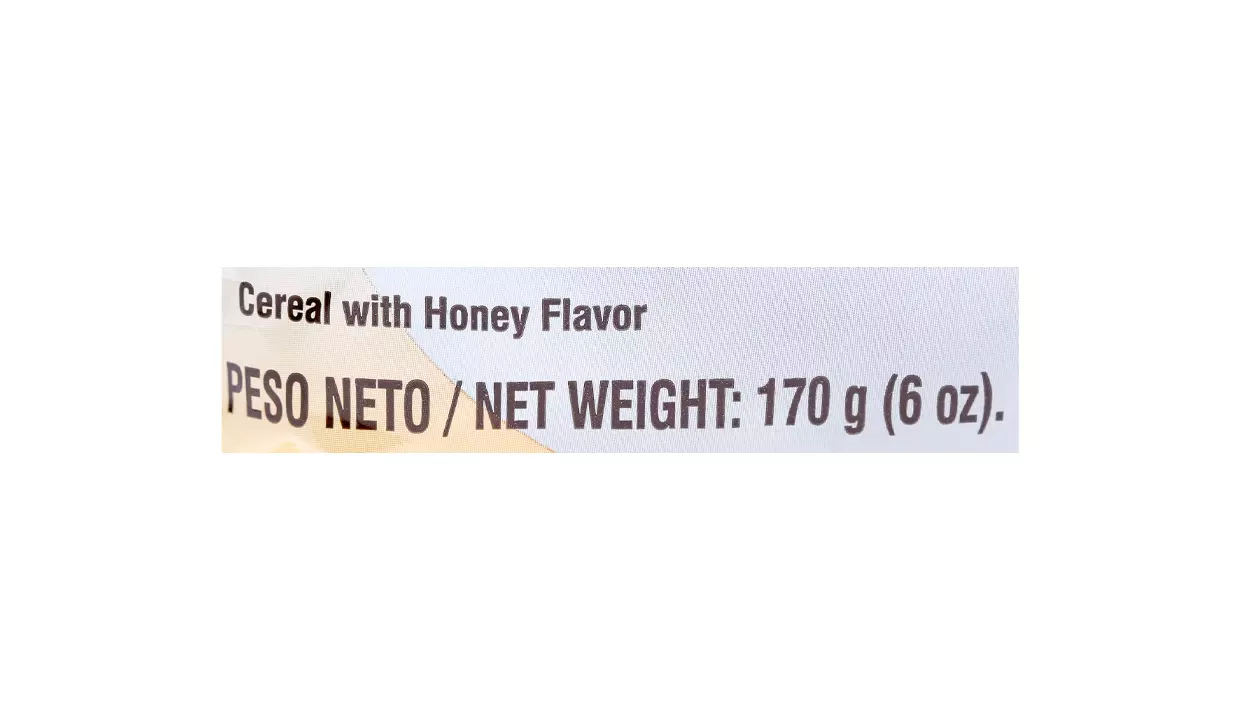 Cereal with Honey Flavor
PESO NETO / NET WEIGHT: 170 g (6 oz).